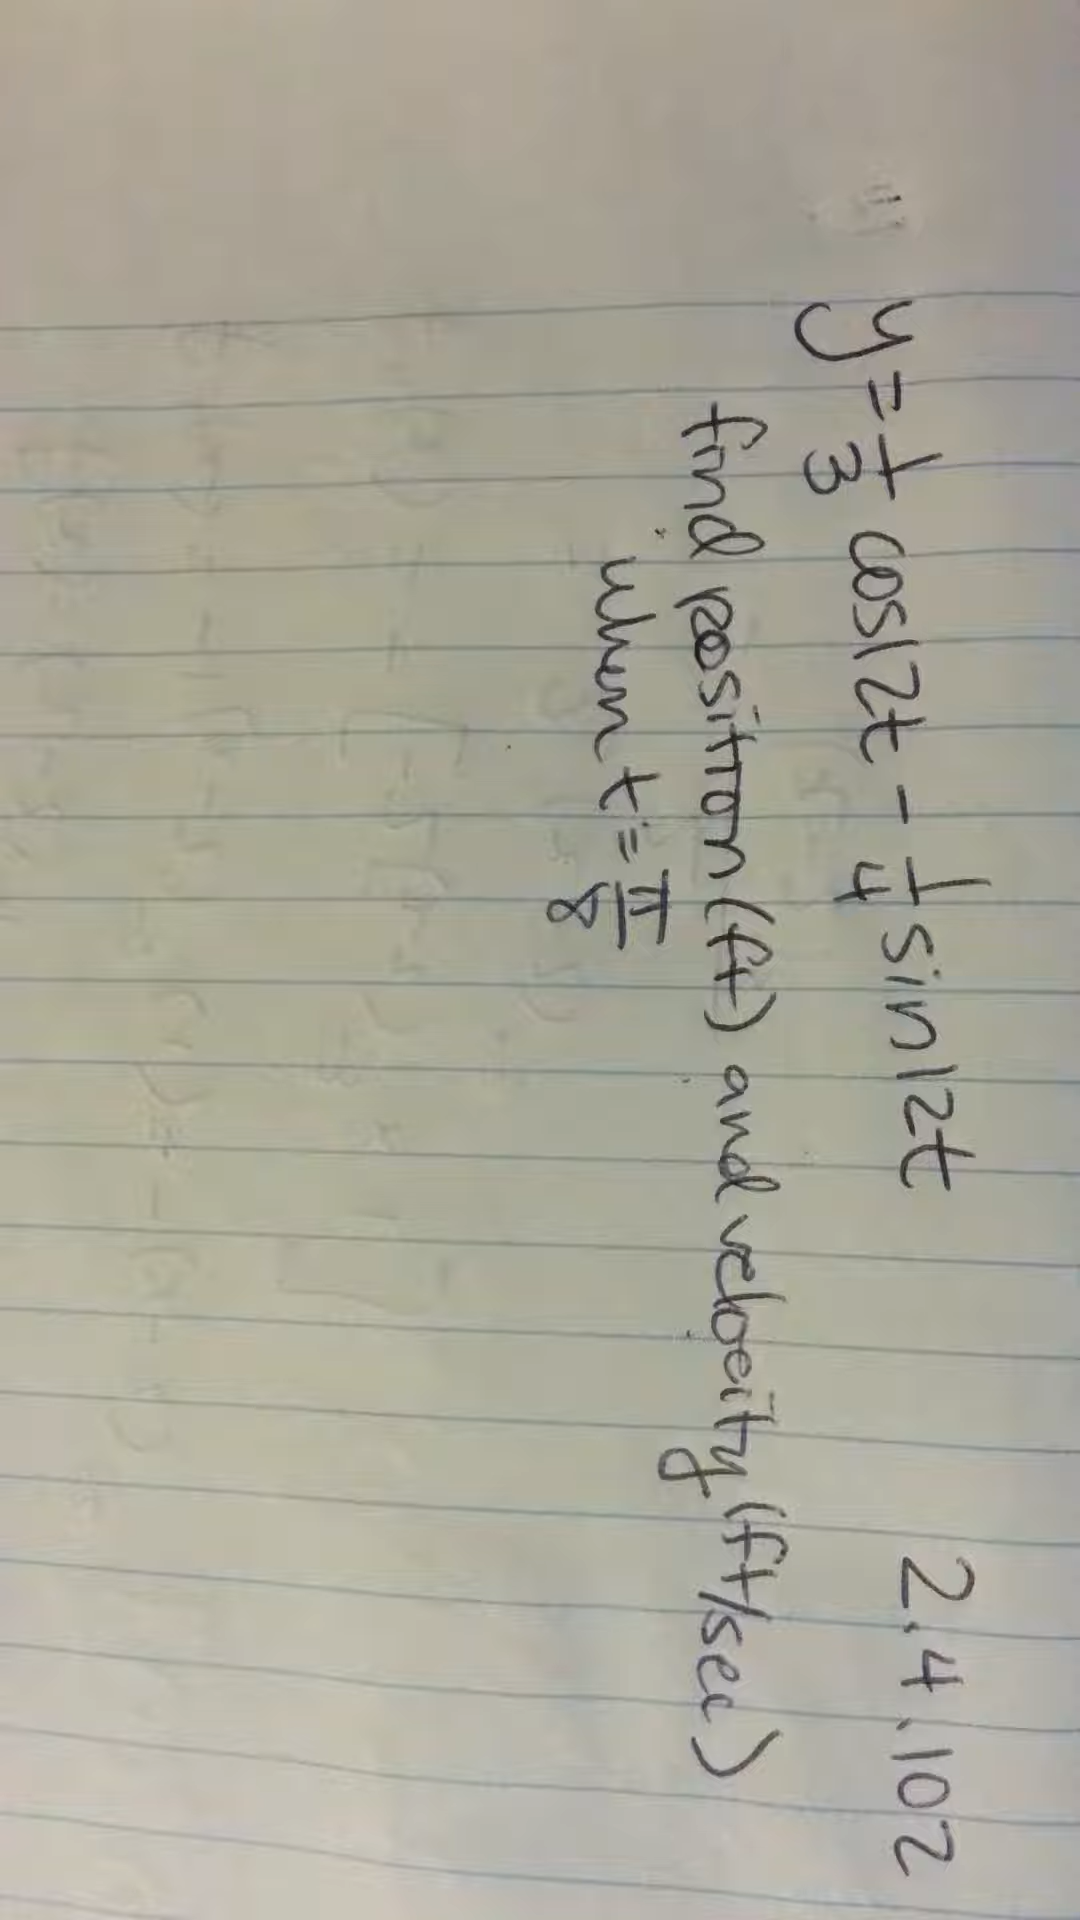 y = 1/3 cos12t - 1/4 sin12t 2.4.102
find position (ft) and velocity (ft/sec)
when t = π/8